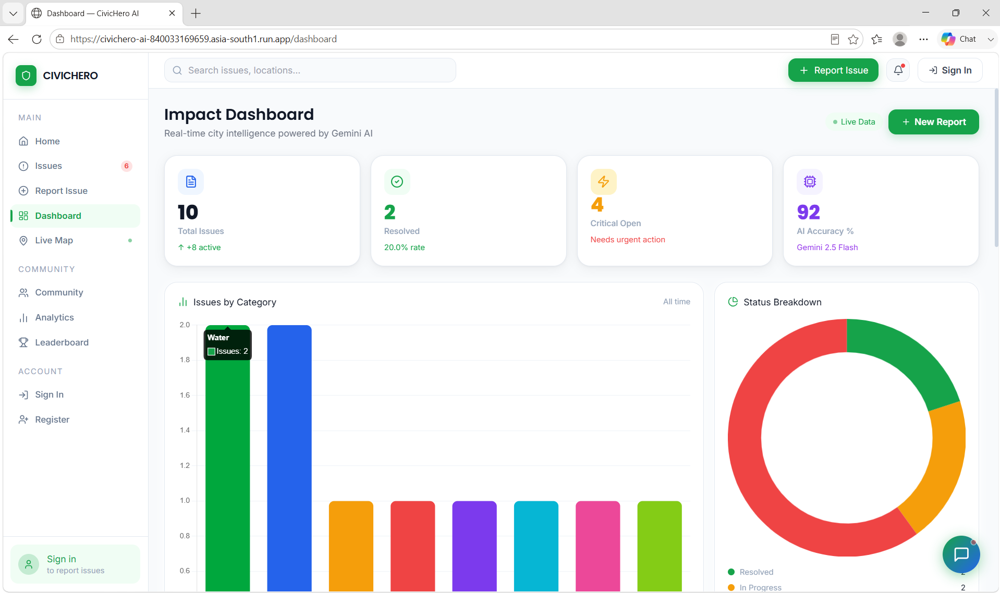 Dashboard — CivicHero AI
https://civichero-ai-840033169659.asia-south1.run.app/dashboard
Chat
CIVICHERO
Search issues, locations...
Report Issue
Sign In
MAIN
Home
Issues
6
Report Issue
Dashboard
Live Map
COMMUNITY
Community
Analytics
Leaderboard
ACCOUNT
Sign In
Register
Sign in
to report issues
Impact Dashboard
Real-time city intelligence powered by Gemini AI
Live Data
+ New Report
10
Total Issues
↑ +8 active
2
Resolved
20.0% rate
4
Critical Open
Needs urgent action
92
AI Accuracy %
Gemini 2.5 Flash
Issues by Category
All time
2.0
1.8
1.6
1.4
1.2
1.0
0.8
0.6
Water
Issues: 2
Status Breakdown
Resolved
In Progress
2